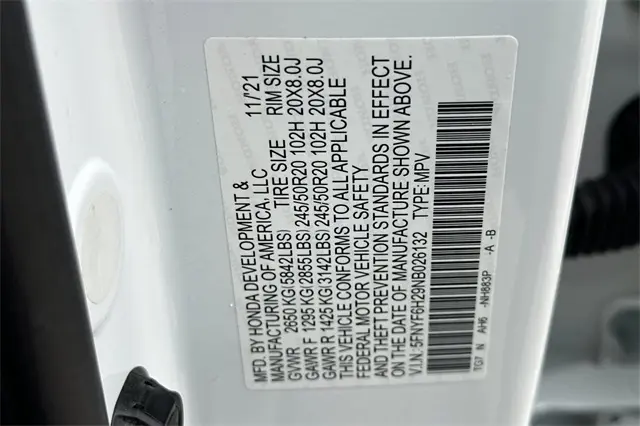 MFD. BY HONDA DEVELOPMENT & 11/21
MANUFACTURING OF AMERICA, LLC
GVWR 2650 KG(5842LBS) TIRE SIZE RIM SIZE
GAWR F 1295 KG(2855LBS) 245/50R20 102H 20X8.0J
GAWR R 1425 KG(3142LBS) 245/50R20 102H 20X8.0J
THIS VEHICLE CONFORMS TO ALL APPLICABLE
FEDERAL MOTOR VEHICLE SAFETY
AND THEFT PREVENTION STANDARDS IN EFFECT
ON THE DATE OF MANUFACTURE SHOWN ABOVE.
V.I.N: 5FNYF6H29NB026132 TYPE:MPV
TG7 N AH6 -NH883P -A -B